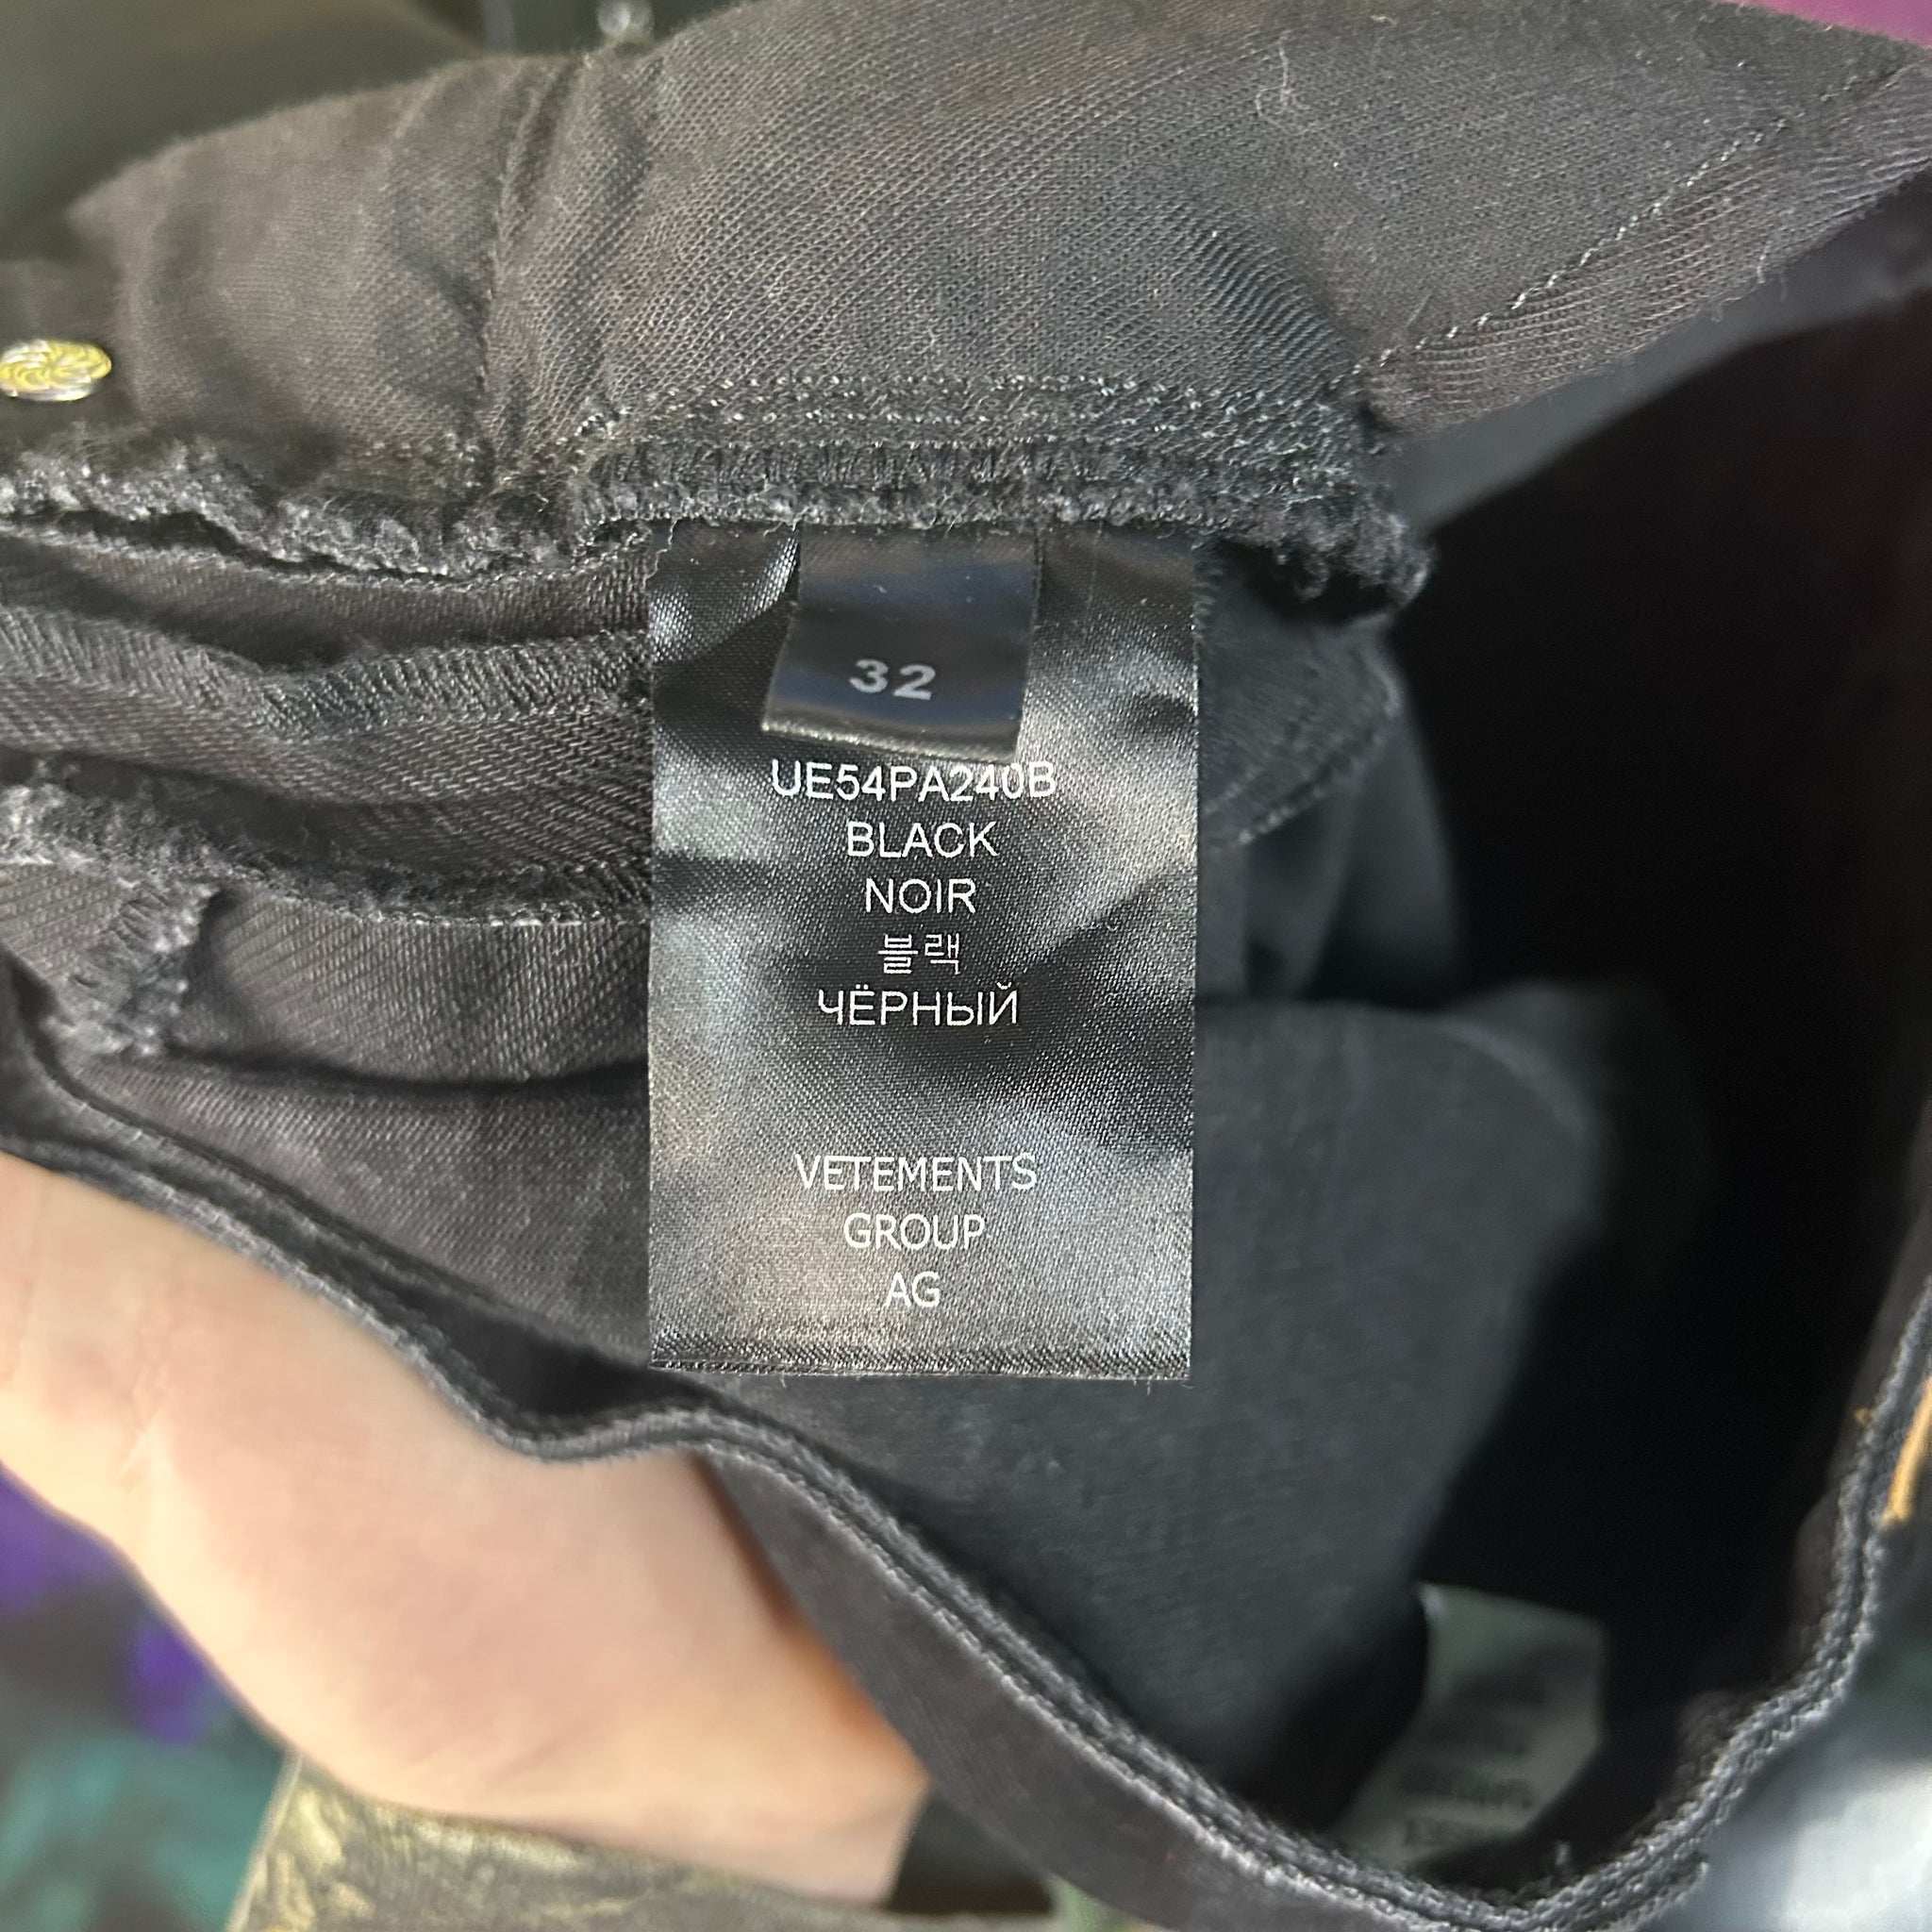 32
UE54PA240B
BLACK
NOIR
블랙
ЧЁРНЫЙ
VETEMENTS
GROUP
AG